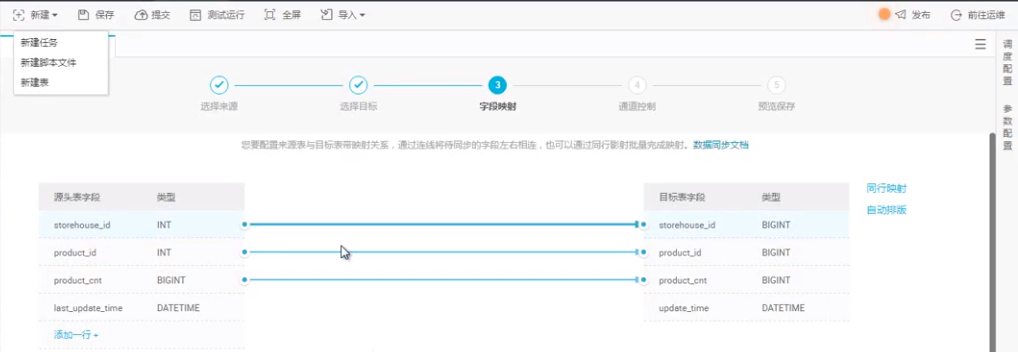 新建 保存 提交 测试运行 全屏 导入 发布 前往运维
新建任务
新建脚本文件
新建表
调度配置
参数配置
3 4 5
选择来源 选择目标 字段映射 通道控制 预览保存
您要配置来源表与目标表带映射关系，通过连线将待同步的字段左右相连，也可以通过同行影射批量完成映射。数据同步文档
源头表字段 类型 目标表字段 类型 同行映射
自动排版
storehouse_id INT storehouse_id BIGINT
product_id INT product_id BIGINT
product_cnt BIGINT product_cnt BIGINT
last_update_time DATETIME update_time DATETIME
添加一行 +